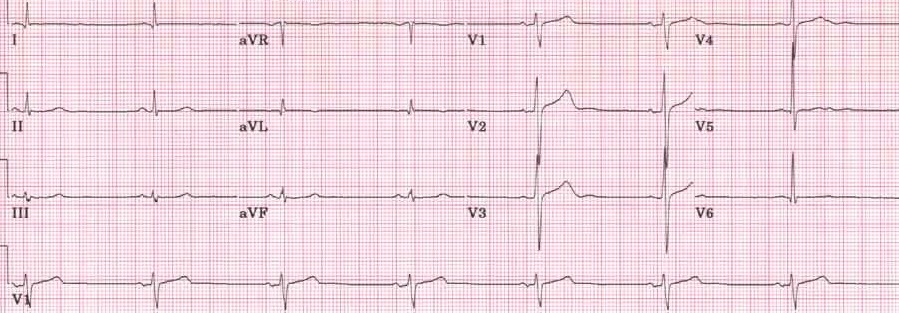 I aVR V1 V4
II aVL V2 V5
III aVF V3 V6
V1